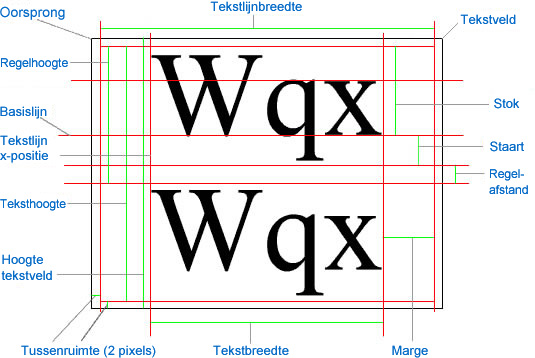 Oorsprong
Tekstlijnbreedte
Tekstveld
Regelhoogte
Wqx
Stok
Basislijn
Tekstlijn
x-positie
Staart
Regel-
afstand
Teksthoogte
Wqx
Hoogte
tekstveld
Tussenruimte (2 pixels)
Tekstbreedte
Marge